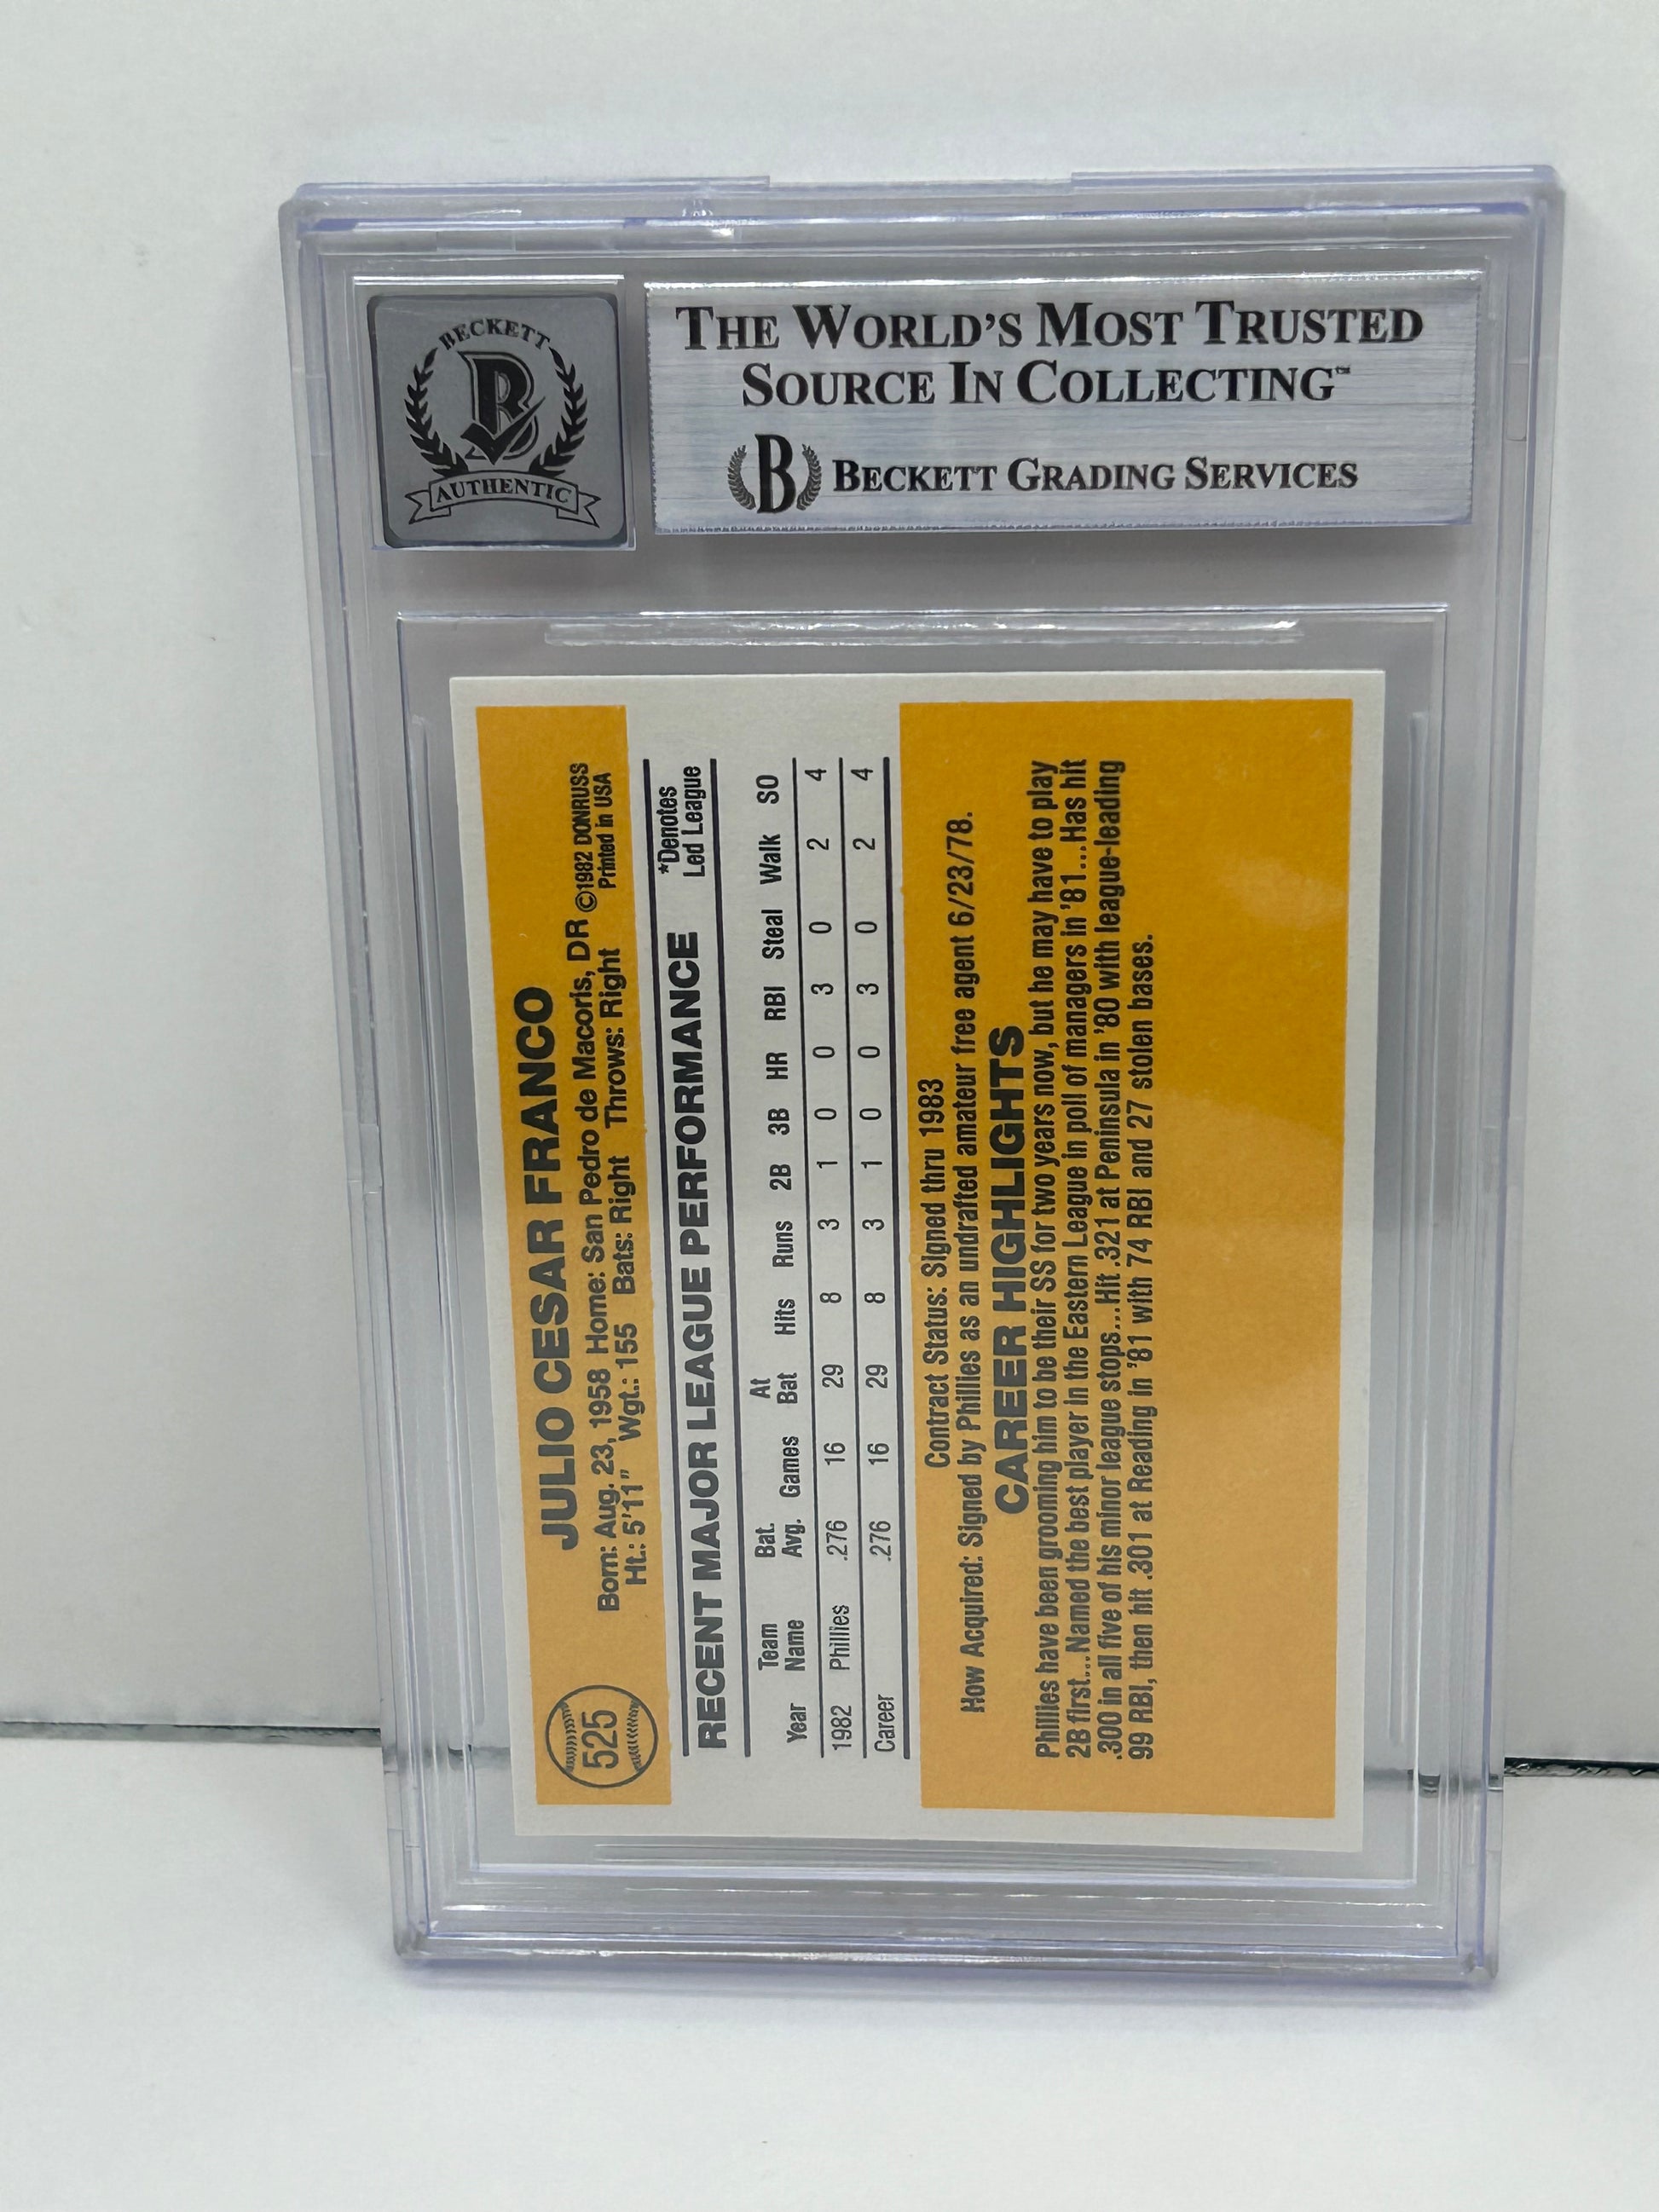 BECKETT
B
AUTHENTIC
THE WORLD'S MOST TRUSTED
SOURCE IN COLLECTING™
B BECKETT GRADING SERVICES
525
JULIO CESAR FRANCO
Born: Aug. 23, 1958 Home: San Pedro de Macoris, DR ©1982 DONRUSS
Ht.: 5'11" Wgt.: 155 Bats: Right Throws: Right Printed in USA
RECENT MAJOR LEAGUE PERFORMANCE *Denotes
Led League
Year Team Name Bat. Avg. Games At Bat Hits Runs 2B 3B HR RBI Steal Walk SO
1982 Phillies .276 16 29 8 3 1 0 0 3 0 2 4
Career .276 16 29 8 3 1 0 0 3 0 2 4
Contract Status: Signed thru 1983
How Acquired: Signed by Phillies as an undrafted amateur free agent 6/23/78.
CAREER HIGHLIGHTS
Phillies have been grooming him to be their SS for two years now, but he may have to play
2B first...Named the best player in the Eastern League in poll of managers in '81...Has hit
.300 in all five of his minor league stops...Hit .321 at Peninsula in '80 with league-leading
99 RBI, then hit .301 at Reading in '81 with 74 RBI and 27 stolen bases.